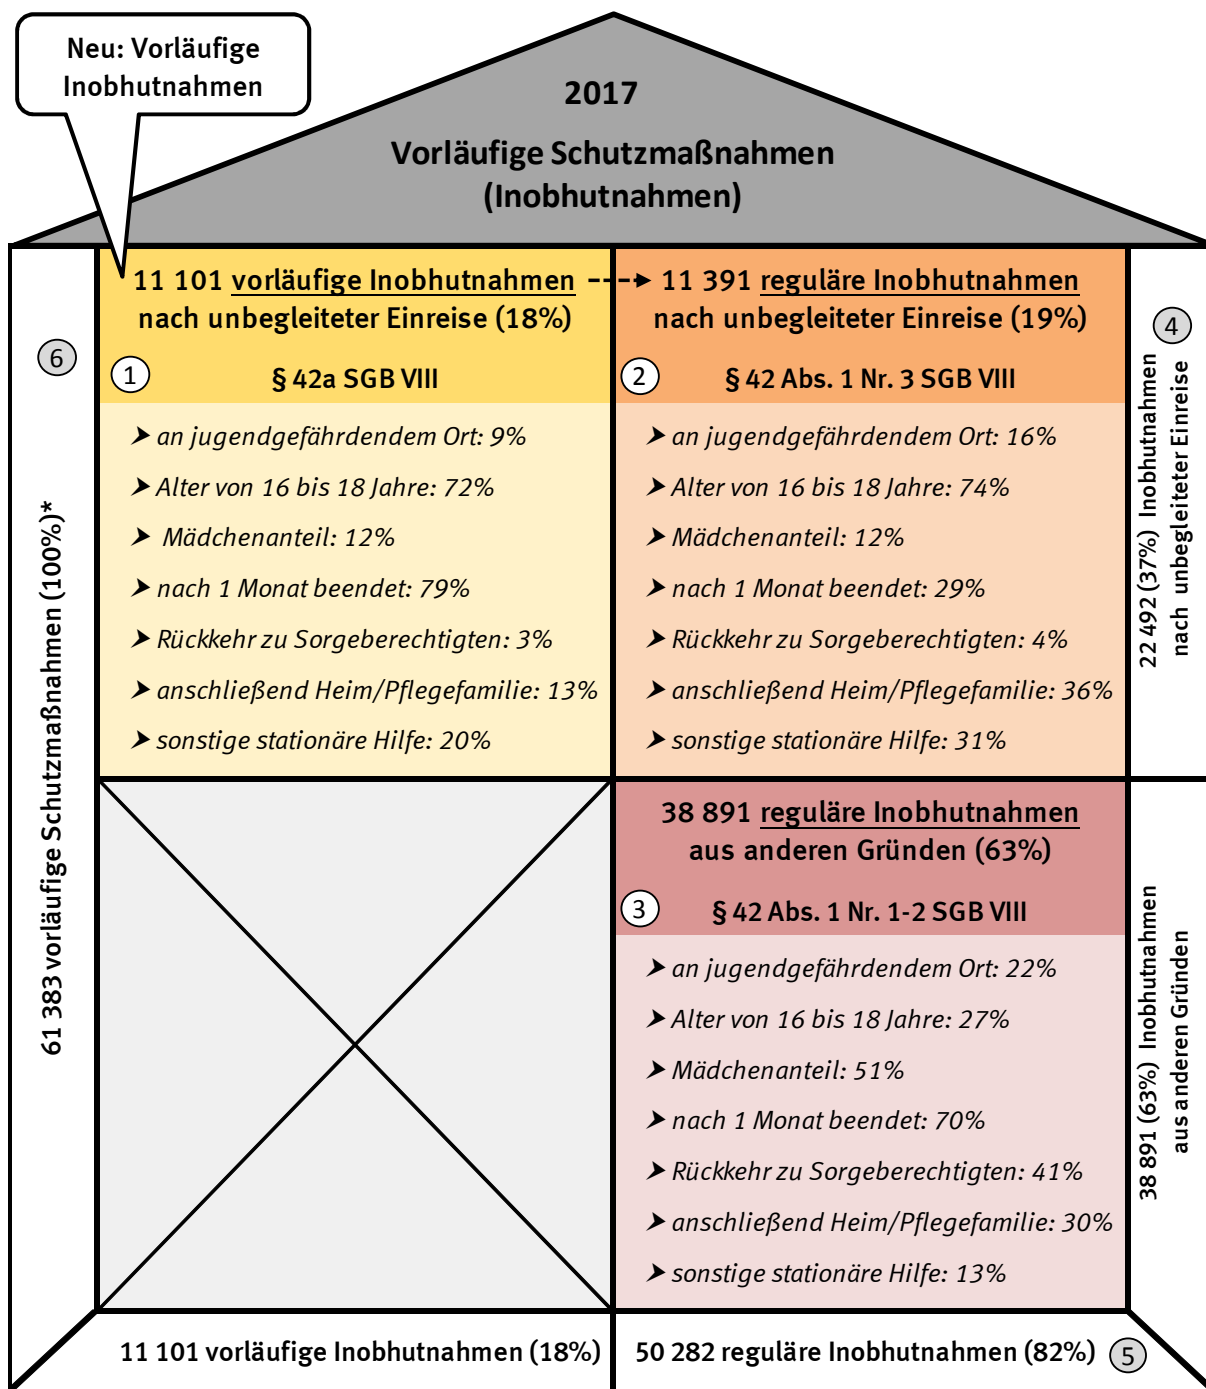 Neu: Vorläufige
Inobhutnahmen
2017
Vorläufige Schutzmaßnahmen
(Inobhutnahmen)
6
61 383 vorläufige Schutzmaßnahmen (100%)*
11 101 vorläufige Inobhutnahmen
nach unbegleiteter Einreise (18%)
1
§ 42a SGB VIII
➤ an jugendgefährdendem Ort: 9%
➤ Alter von 16 bis 18 Jahre: 72%
➤ Mädchenanteil: 12%
➤ nach 1 Monat beendet: 79%
➤ Rückkehr zu Sorgeberechtigten: 3%
➤ anschließend Heim/Pflegefamilie: 13%
➤ sonstige stationäre Hilfe: 20%
11 391 reguläre Inobhutnahmen
nach unbegleiteter Einreise (19%)
2
§ 42 Abs. 1 Nr. 3 SGB VIII
➤ an jugendgefährdendem Ort: 16%
➤ Alter von 16 bis 18 Jahre: 74%
➤ Mädchenanteil: 12%
➤ nach 1 Monat beendet: 29%
➤ Rückkehr zu Sorgeberechtigten: 4%
➤ anschließend Heim/Pflegefamilie: 36%
➤ sonstige stationäre Hilfe: 31%
4
22 492 (37%) Inobhutnahmen
nach unbegleiteter Einreise
38 891 reguläre Inobhutnahmen
aus anderen Gründen (63%)
3
§ 42 Abs. 1 Nr. 1-2 SGB VIII
➤ an jugendgefährdendem Ort: 22%
➤ Alter von 16 bis 18 Jahre: 27%
➤ Mädchenanteil: 51%
➤ nach 1 Monat beendet: 70%
➤ Rückkehr zu Sorgeberechtigten: 41%
➤ anschließend Heim/Pflegefamilie: 30%
➤ sonstige stationäre Hilfe: 13%
38 891 (63%) Inobhutnahmen
aus anderen Gründen
11 101 vorläufige Inobhutnahmen (18%)
50 282 reguläre Inobhutnahmen (82%)
5